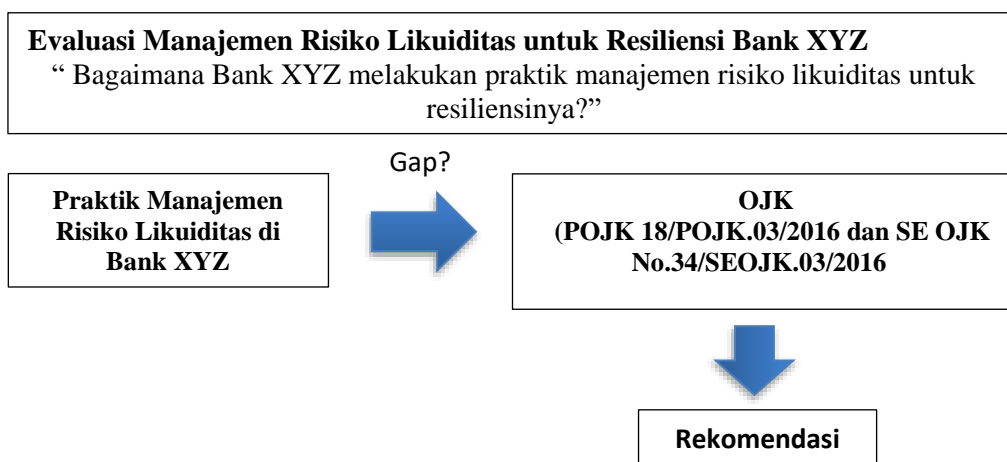 Evaluasi Manajemen Risiko Likuiditas untuk Resiliensi Bank XYZ
“ Bagaimana Bank XYZ melakukan praktik manajemen risiko likuiditas untuk
resiliensinya?”
Gap?
Praktik Manajemen
Risiko Likuiditas di
Bank XYZ
OJK
(POJK 18/POJK.03/2016 dan SE OJK
No.34/SEOJK.03/2016
Rekomendasi